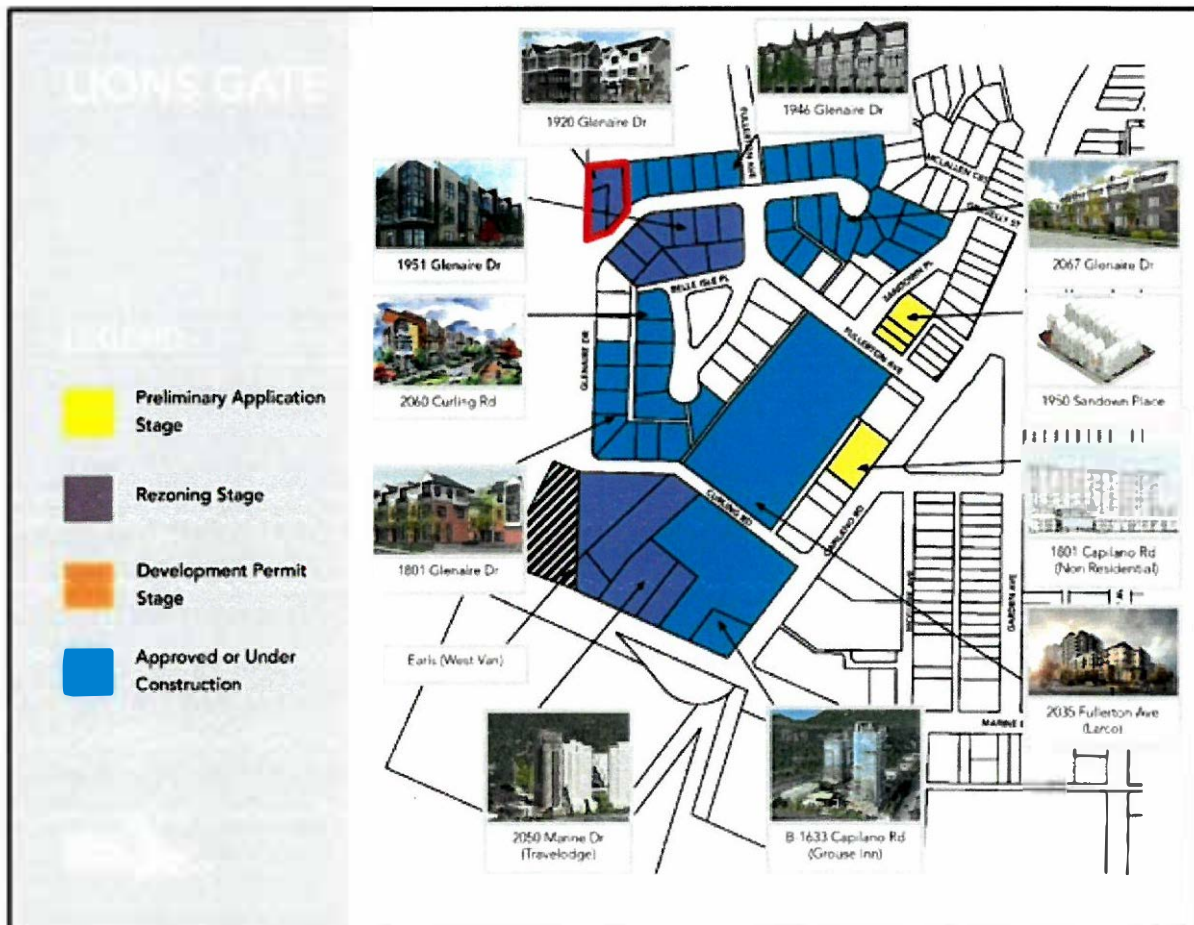 LIONS GATE
LEGEND
Preliminary Application
Stage
Rezoning Stage
Development Permit
Stage
Approved or Under
Construction
1920 Glenaire Dr
1946 Glenaire Dr
1951 Glenaire Dr
2067 Glenaire Dr
2060 Curling Rd
1950 Sandown Place
1801 Glenaire Dr
1801 Capilano Rd
(Non Residential)
Earls (West Van)
2035 Fullerton Ave
(Larco)
2050 Marine Dr
(Travelodge)
B-1633 Capilano Rd
(Grouse Inn)
FULLERTON AVE
MCLALLEN
SANDOWN PL
BELLE ISLE PL
FULLERTON AVE
GLENAIRE DR
CURLING RD
CAPILANO RD
GARDEN AVE
MARINE